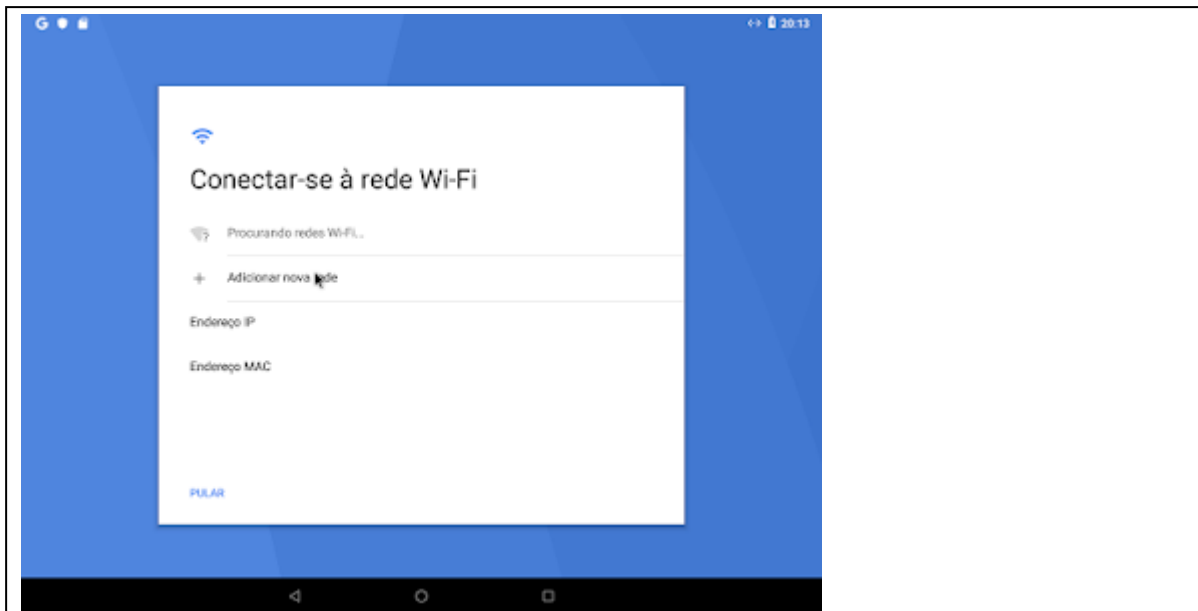 G 20:13
Conectar-se à rede Wi-Fi
Procurando redes Wi-Fi...
Adicionar nova rede
Endereço IP
Endereço MAC
PULAR